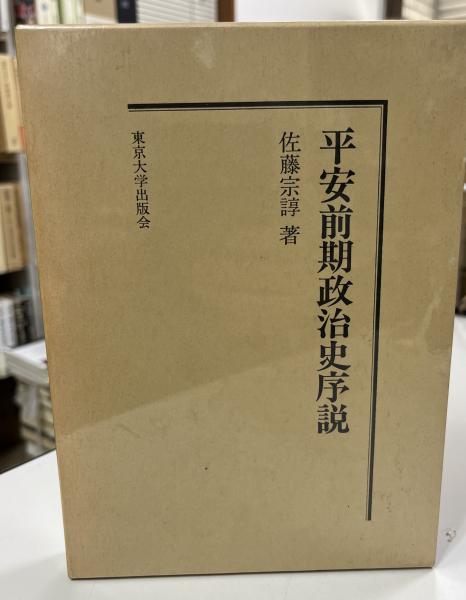 平安前期政治史序説
佐藤宗諄 著
東京大学出版会